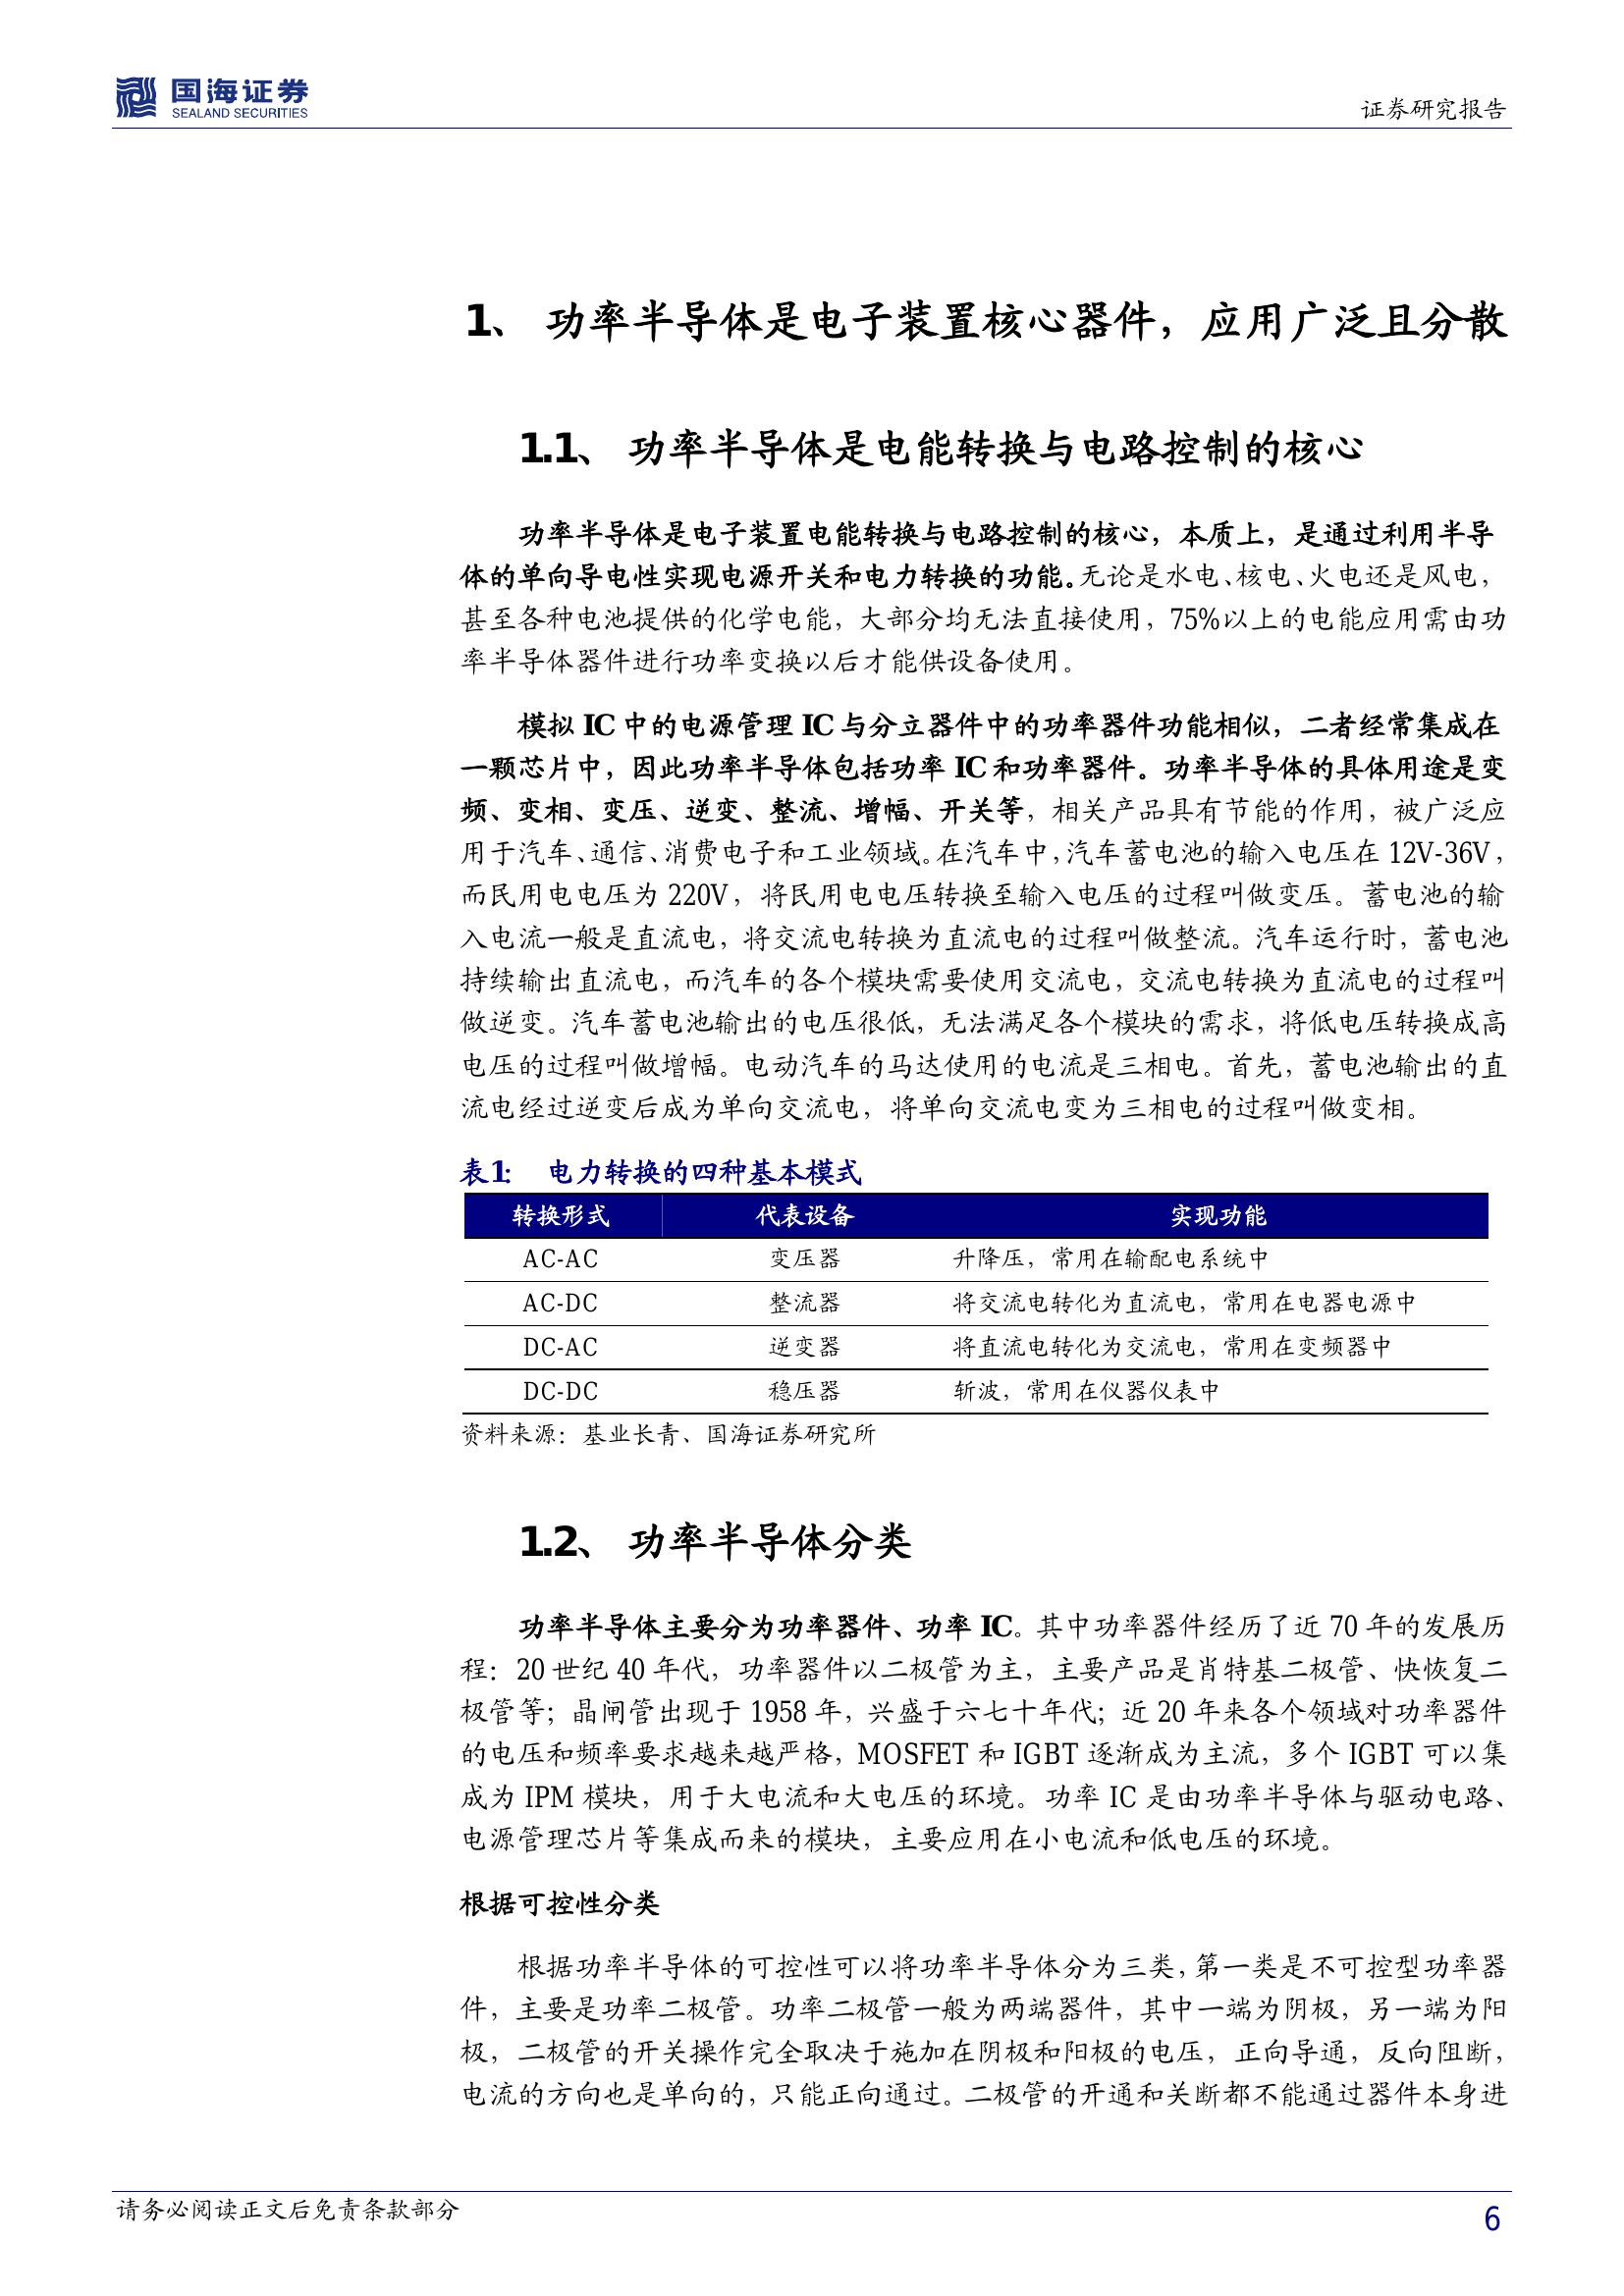 国海证券
SEALAND SECURITIES
证券研究报告
1、 功率半导体是电子装置核心器件，应用广泛且分散
1.1、 功率半导体是电能转换与电路控制的核心
功率半导体是电子装置电能转换与电路控制的核心，本质上，是通过利用半导
体的单向导电性实现电源开关和电力转换的功能。无论是水电、核电、火电还是风电，
甚至各种电池提供的化学电能，大部分均无法直接使用，75%以上的电能应用需由功
率半导体器件进行功率变换以后才能供设备使用。
模拟 IC 中的电源管理 IC 与分立器件中的功率器件功能相似，二者经常集成在
一颗芯片中，因此功率半导体包括功率 IC 和功率器件。功率半导体的具体用途是变
频、变相、变压、逆变、整流、增幅、开关等，相关产品具有节能的作用，被广泛应
用于汽车、通信、消费电子和工业领域。在汽车中，汽车蓄电池的输入电压在 12V-36V，
而民用电电压为 220V，将民用电电压转换至输入电压的过程叫做变压。蓄电池的输
入电流一般是直流电，将交流电转换为直流电的过程叫做整流。汽车运行时，蓄电池
持续输出直流电，而汽车的各个模块需要使用交流电，交流电转换为直流电的过程叫
做逆变。汽车蓄电池输出的电压很低，无法满足各个模块的需求，将低电压转换成高
电压的过程叫做增幅。电动汽车的马达使用的电流是三相电。首先，蓄电池输出的直
流电经过逆变后成为单向交流电，将单向交流电变为三相电的过程叫做变相。
表1： 电力转换的四种基本模式
转换形式 代表设备 实现功能
AC-AC 变压器 升降压，常用在输配电系统中
AC-DC 整流器 将交流电转化为直流电，常用在电器电源中
DC-AC 逆变器 将直流电转化为交流电，常用在变频器中
DC-DC 稳压器 斩波，常用在仪器仪表中
资料来源：基业长青、国海证券研究所
1.2、 功率半导体分类
功率半导体主要分为功率器件、功率 IC。其中功率器件经历了近 70 年的发展历
程：20 世纪 40 年代，功率器件以二极管为主，主要产品是肖特基二极管、快恢复二
极管等；晶闸管出现于 1958 年，兴盛于六七十年代；近 20 年来各个领域对功率器件
的电压和频率要求越来越严格，MOSFET 和 IGBT 逐渐成为主流，多个 IGBT 可以集
成为 IPM 模块，用于大电流和大电压的环境。功率 IC 是由功率半导体与驱动电路、
电源管理芯片等集成而来的模块，主要应用在小电流和低电压的环境。
根据可控性分类
根据功率半导体的可控性可以将功率半导体分为三类，第一类是不可控型功率器
件，主要是功率二极管。功率二极管一般为两端器件，其中一端为阴极，另一端为阳
极，二极管的开关操作完全取决于施加在阴极和阳极的电压，正向导通，反向阻断，
电流的方向也是单向的，只能正向通过。二极管的开通和关断都不能通过器件本身进
请务必阅读正文后免责条款部分
6